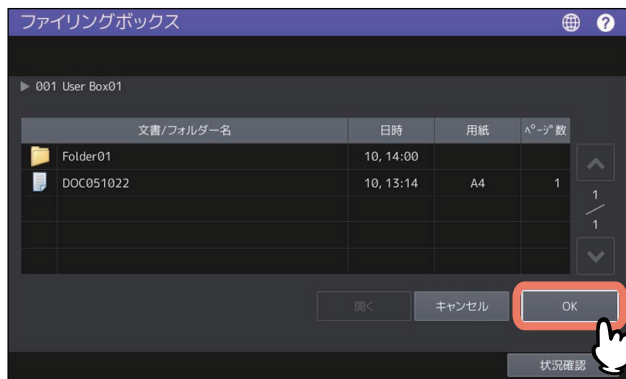 ファイリングボックス ?
▶ 001 User Box01
文書/フォルダー名 日時 用紙 ページ数
Folder01 10, 14:00
DOC051022 10, 13:14 A4 1
1
1
開く キャンセル OK
状況確認